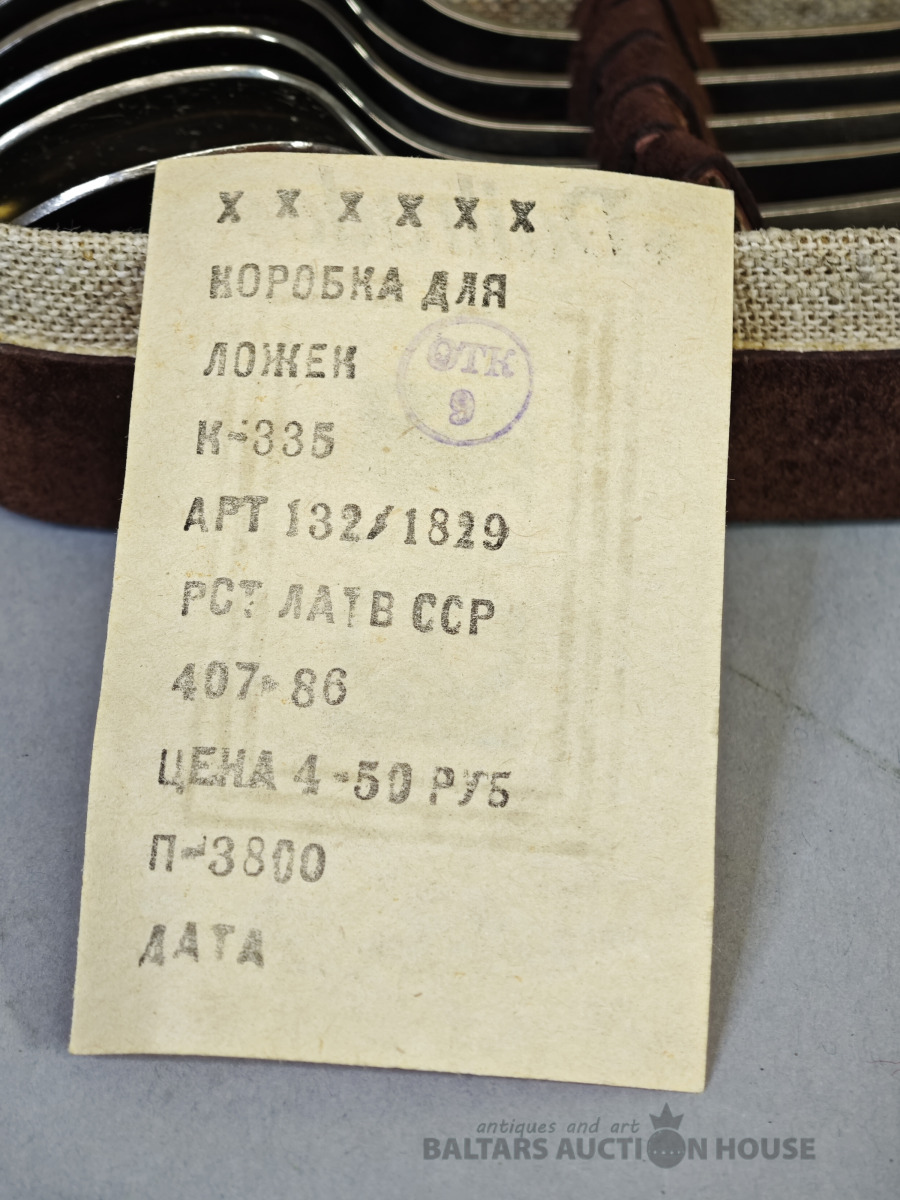 х х х х х х
КОРОБКА ДЛЯ
ЛОЖЕК
ОТК
9
К-335
АРТ 132/1829
РСТ ЛАТВ ССР
407-86
ЦЕНА 4-50 РУБ
П-3800
ДАТА
antiques and art
BALTARS AUCTION HOUSE